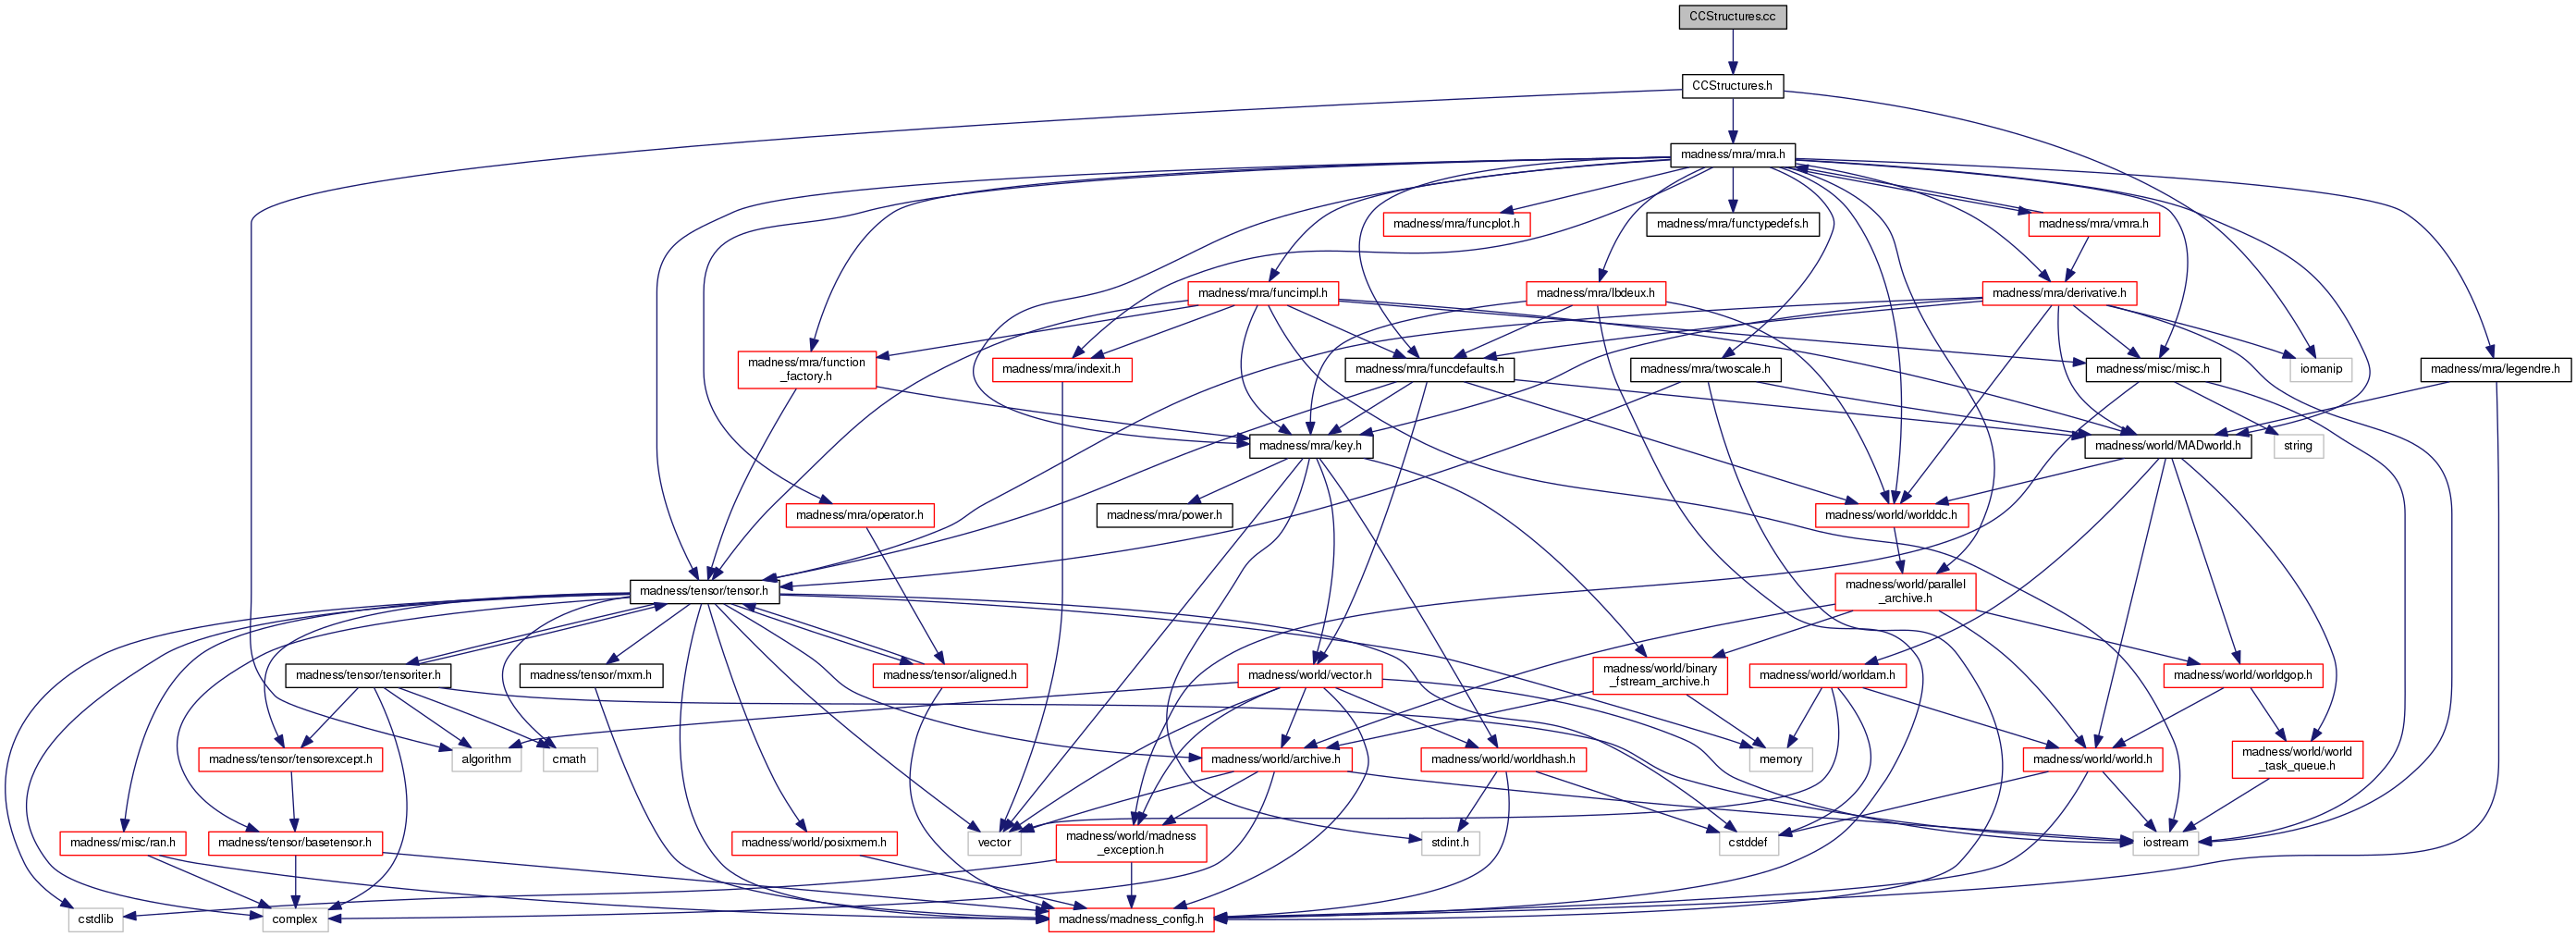 CCStructures.cc
CCStructures.h
madness/mra/mra.h
madness/mra/funcplot.h
madness/mra/functypedefs.h
madness/mra/vmra.h
madness/mra/funcimpl.h
madness/mra/lbdeux.h
madness/mra/derivative.h
madness/mra/function
_factory.h
madness/mra/indexit.h
madness/mra/funcdefaults.h
madness/mra/twoscale.h
madness/misc/misc.h
iomanip
madness/mra/legendre.h
madness/mra/key.h
madness/world/MADworld.h
string
madness/mra/operator.h
madness/mra/power.h
madness/world/worlddc.h
madness/tensor/tensor.h
madness/world/parallel
_archive.h
madness/tensor/tensoriter.h
madness/tensor/mxm.h
madness/tensor/aligned.h
madness/world/vector.h
madness/world/binary
_fstream_archive.h
madness/world/worldam.h
madness/world/worldgop.h
madness/tensor/tensorexcept.h
algorithm
cmath
madness/world/archive.h
madness/world/worldhash.h
memory
madness/world/world.h
madness/world/world
_task_queue.h
madness/misc/ran.h
madness/tensor/basetensor.h
madness/world/posixmem.h
vector
madness/world/madness
_exception.h
stdint.h
cstddef
iostream
cstdlib
complex
madness/madness_config.h